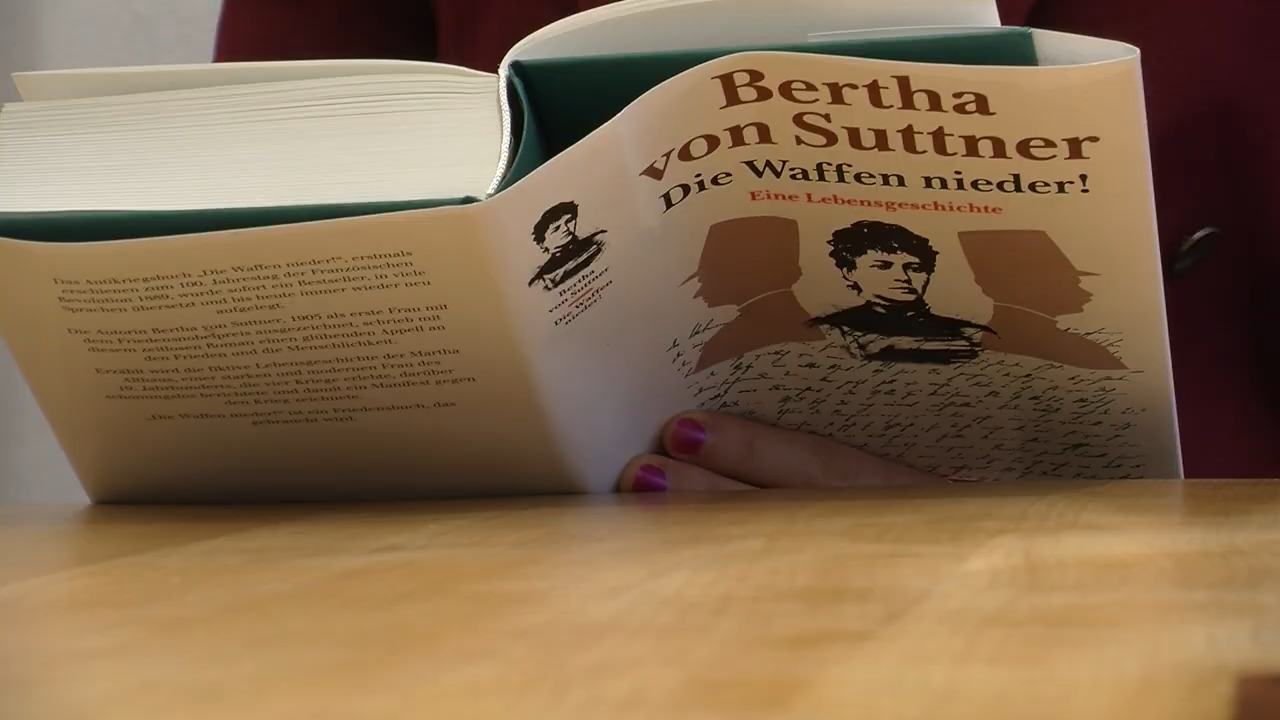 Bertha
von Suttner
Die Waffen nieder!
Eine Lebensgeschichte
Bertha
von Suttner
Die Waffen
nieder!
Das Antikriegsbuch „Die Waffen nieder!“, erstmals
erschienen zum 100. Jahrestag der Französischen
Revolution 1889, wurde sofort ein Bestseller, in viele
Sprachen übersetzt und bis heute immer wieder neu
aufgelegt.
Die Autorin Bertha von Suttner, 1905 als erste Frau mit
dem Friedensnobelpreis ausgezeichnet, schrieb mit
diesem zeitlosen Roman einen glühenden Appell an
den Frieden und die Menschlichkeit.
Erzählt wird die fiktive Lebensgeschichte der Martha
Althaus, einer starken und modernen Frau des
19. Jahrhunderts, die vier Kriege erlebte, darüber
schonungslos berichtete und damit ein Manifest gegen
den Krieg zeichnete.
„Die Waffen nieder!“ ist ein Friedensbuch, das
gebraucht wird.